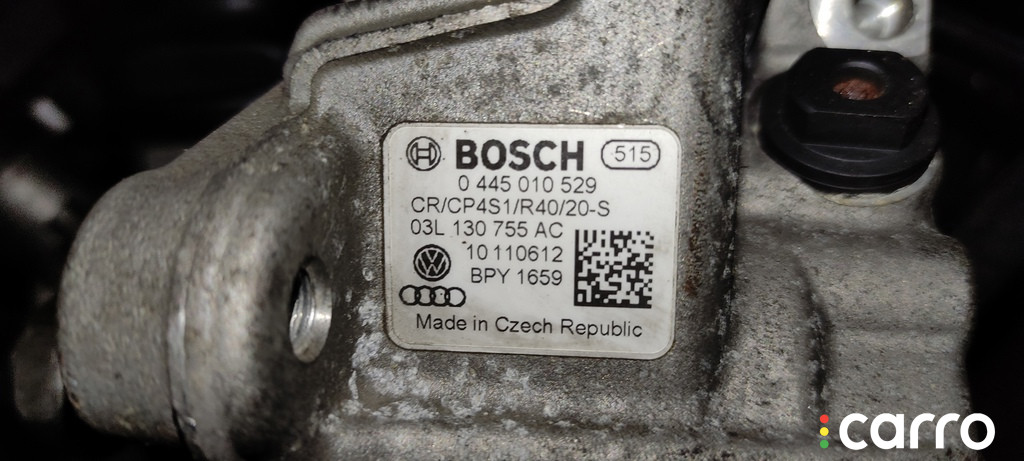 BOSCH 515
0 445 010 529
CR/CP4S1/R40/20-S
03L 130 755 AC
10 110612
BPY 1659
Made in Czech Republic
carro